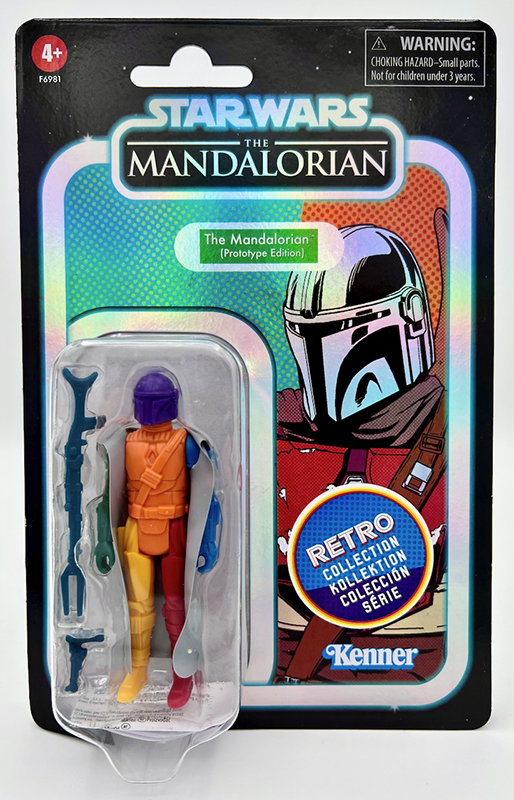 4+
F6981
WARNING:
CHOKING HAZARD–Small parts.
Not for children under 3 years.
STAR WARS
THE
MANDALORIAN
The Mandalorian™
(Prototype Edition)
RETRO
COLLECTION
KOLLEKTION
COLECCIÓN
SÉRIE
Kenner